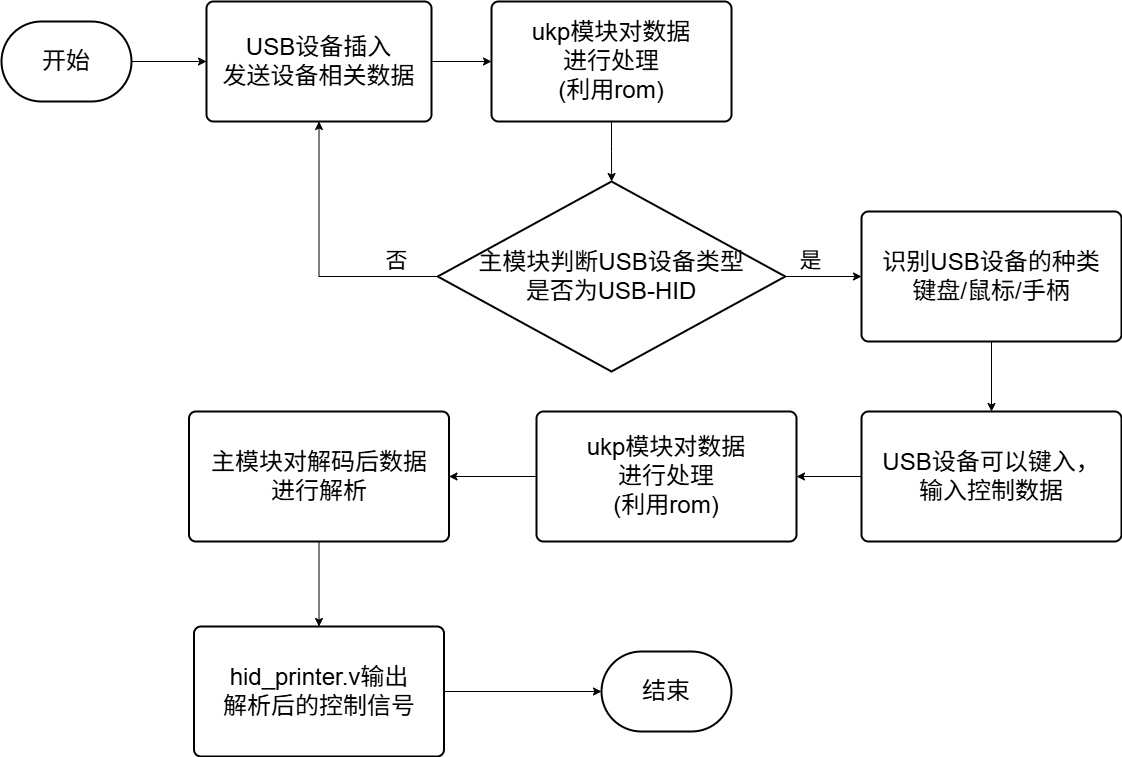 开始
USB设备插入
发送设备相关数据
ukp模块对数据
进行处理
(利用rom)
主模块判断USB设备类型
是否为USB-HID
否
是
识别USB设备的种类
键盘/鼠标/手柄
USB设备可以键入，
输入控制数据
ukp模块对数据
进行处理
(利用rom)
主模块对解码后数据
进行解析
hid_printer.v输出
解析后的控制信号
结束